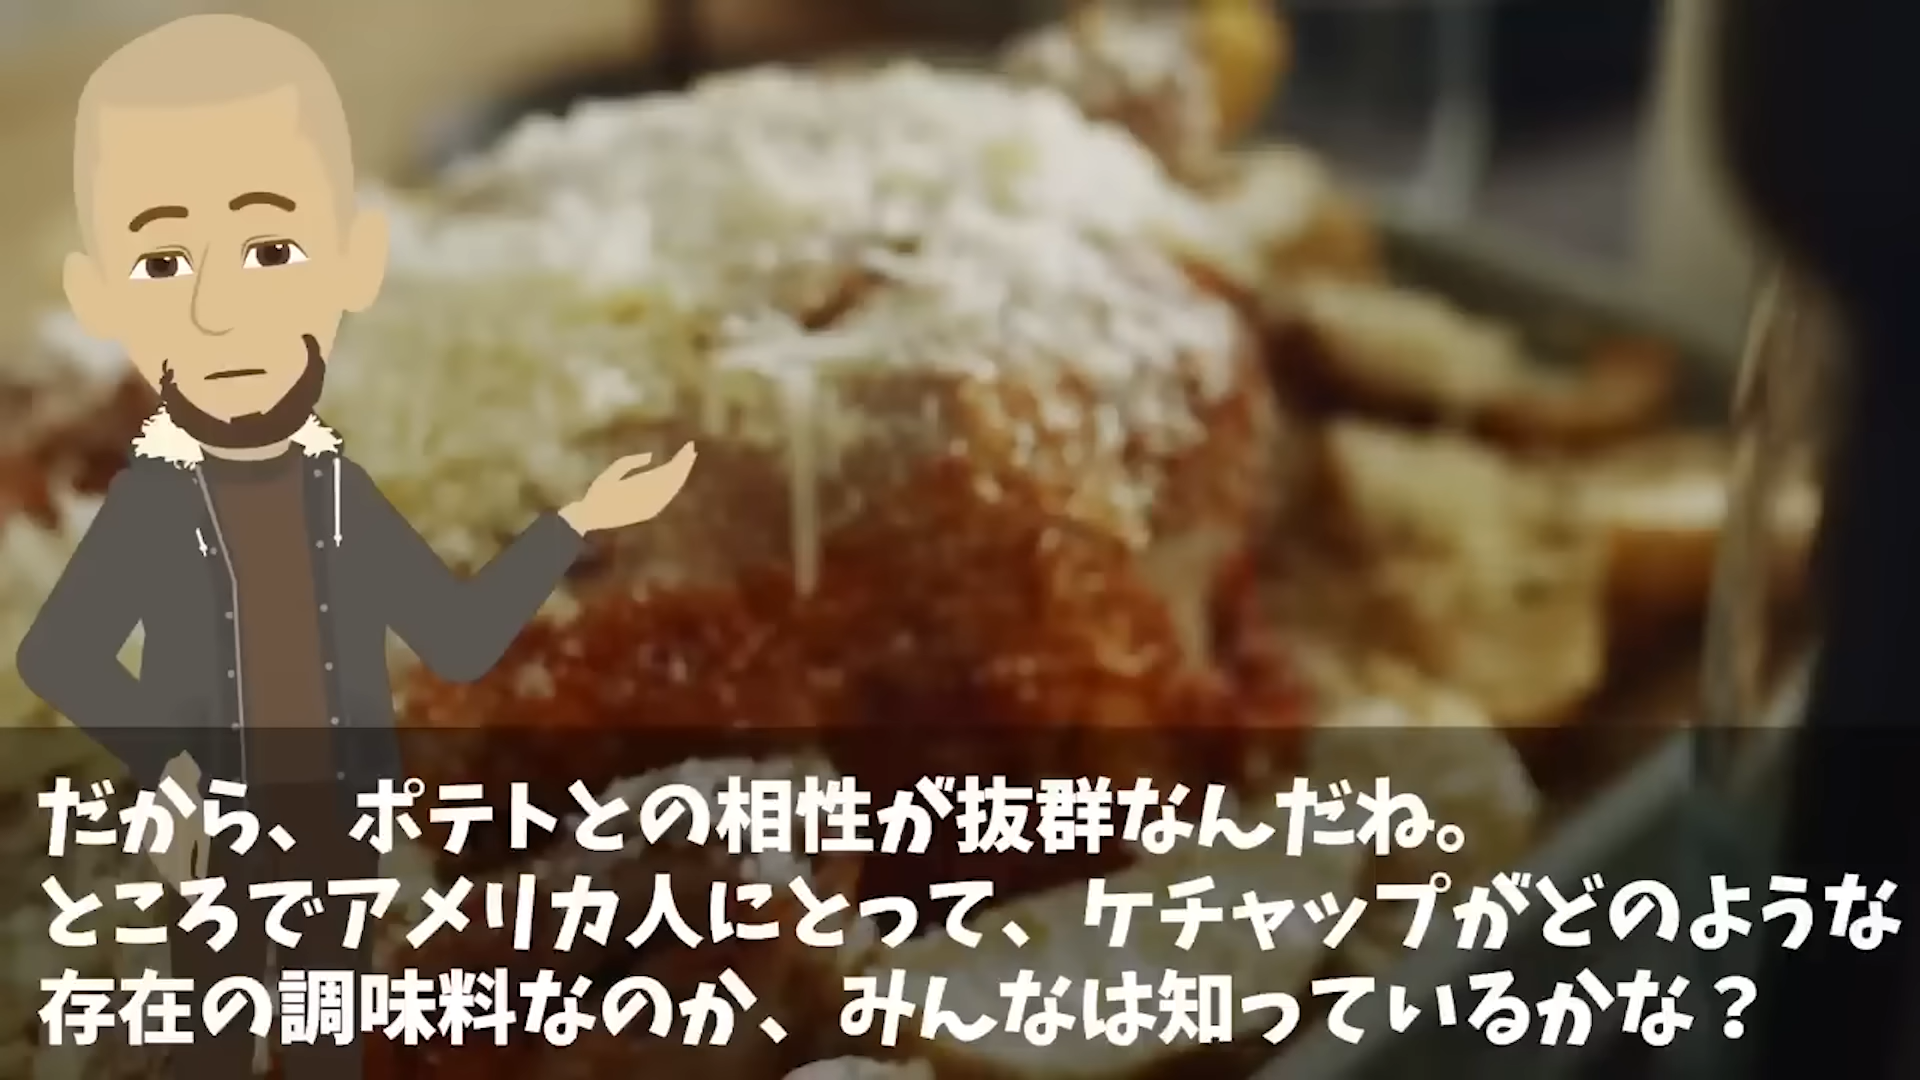 だから、ポテトとの相性が抜群なんだね。
ところでアメリカ人にとって、ケチャップがどのような
存在の調味料なのか、みんなは知っているかな？